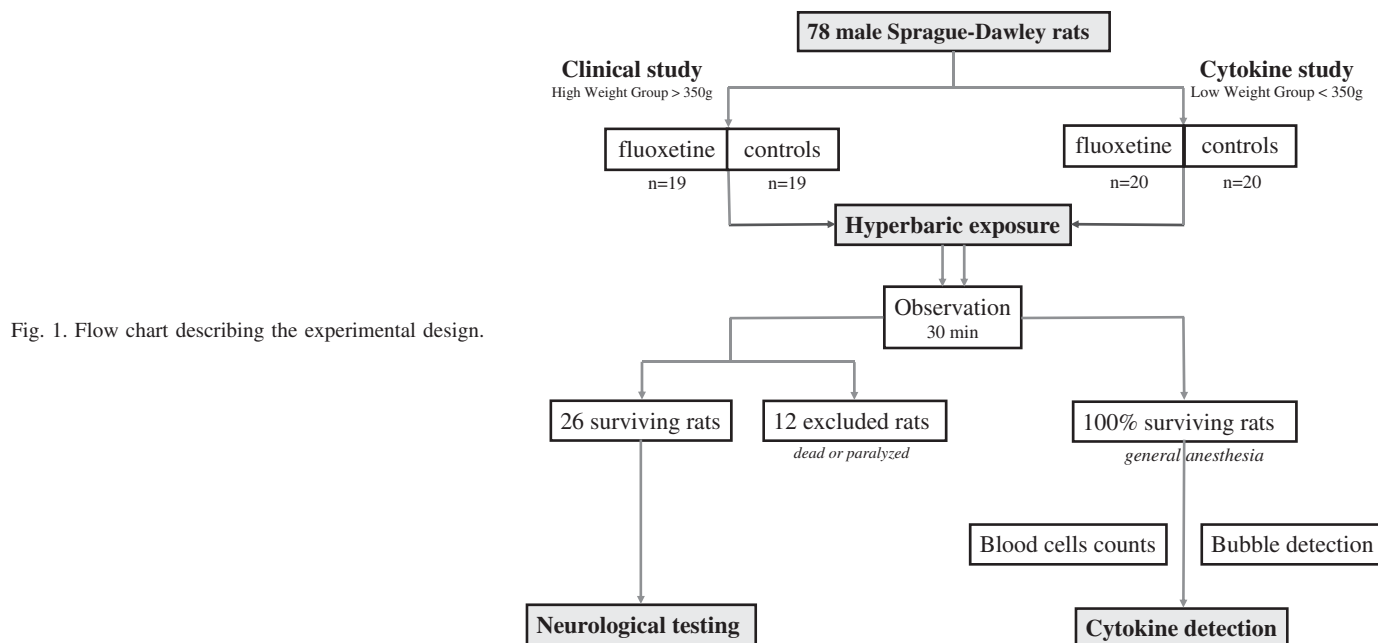 78 male Sprague-Dawley rats
Clinical study
High Weight Group > 350g
Cytokine study
Low Weight Group < 350g
fluoxetine controls
n=19 n=19
fluoxetine controls
n=20 n=20
Hyperbaric exposure
Observation
30 min
Fig. 1. Flow chart describing the experimental design.
26 surviving rats
12 excluded rats
dead or paralyzed
100% surviving rats
general anesthesia
Blood cells counts
Bubble detection
Neurological testing
Cytokine detection